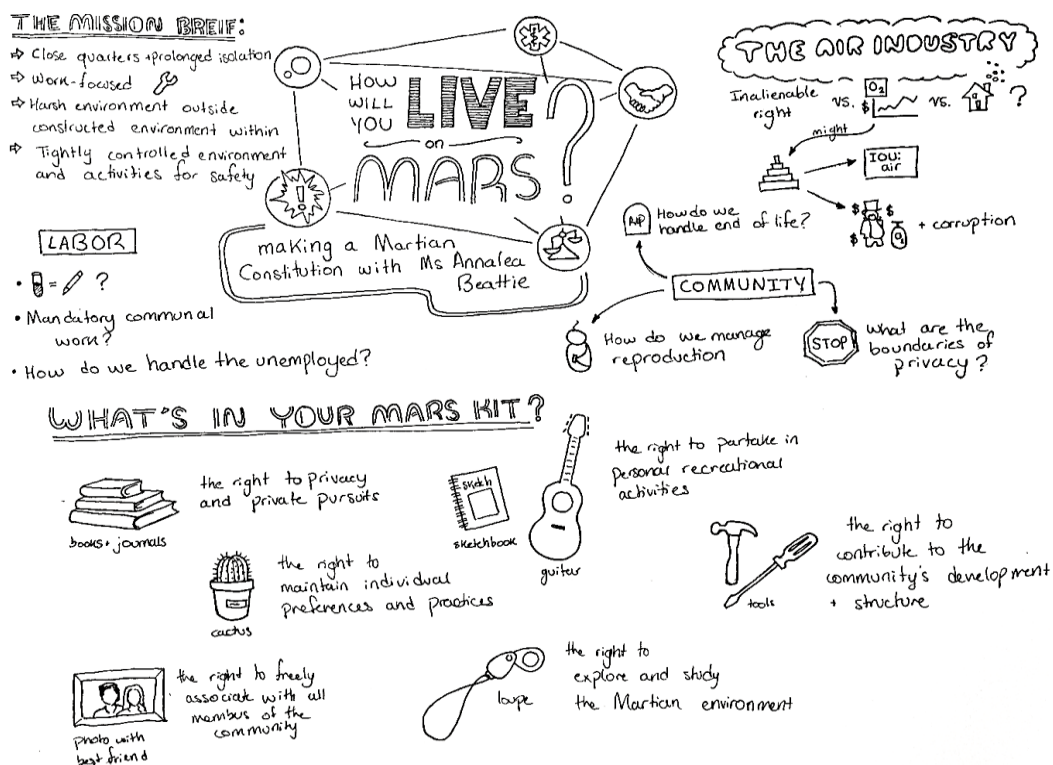 THE MISSION BREIF:
⇨ Close quarters + prolonged isolation
⇨ Work-focused
⇨ Harsh environment outside
constructed environment within
⇨ Tightly controlled environment
and activities for safety
HOW
WILL
YOU
LIVE
on
MARS?
making a Martian
Constitution with Ms Annalea
Beattie
THE AIR INDUSTRY
Inalienable
right
vs.
O2
$
vs.
?
might
IOU:
air
$ $
$
O2
+ corruption
LABOR
• = ?
• Mandatory communal
work?
• How do we handle the unemployed?
COMMUNITY
RIP
How do we
handle end of life?
How do we manage
reproduction
STOP
what are the
boundaries of
privacy?
WHAT'S IN YOUR MARS KIT?
books + journals
the right to privacy
and private pursuits
sketch
sketchbook
guitar
the right to partake in
personal recreational
activities
cactus
the right to
maintain individual
preferences and practices
tools
the right to
contribute to the
community's development
+ structure
photo with
best friend
the right to freely
associate with all
members of the
community
loupe
the right to
explore and study
the Martian environment